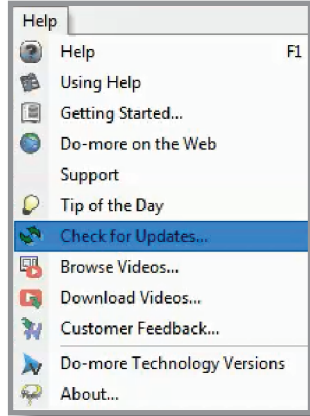 Help
Help F1
Using Help
Getting Started...
Do-more on the Web
Support
Tip of the Day
Check for Updates...
Browse Videos...
Download Videos...
Customer Feedback...
Do-more Technology Versions
About...